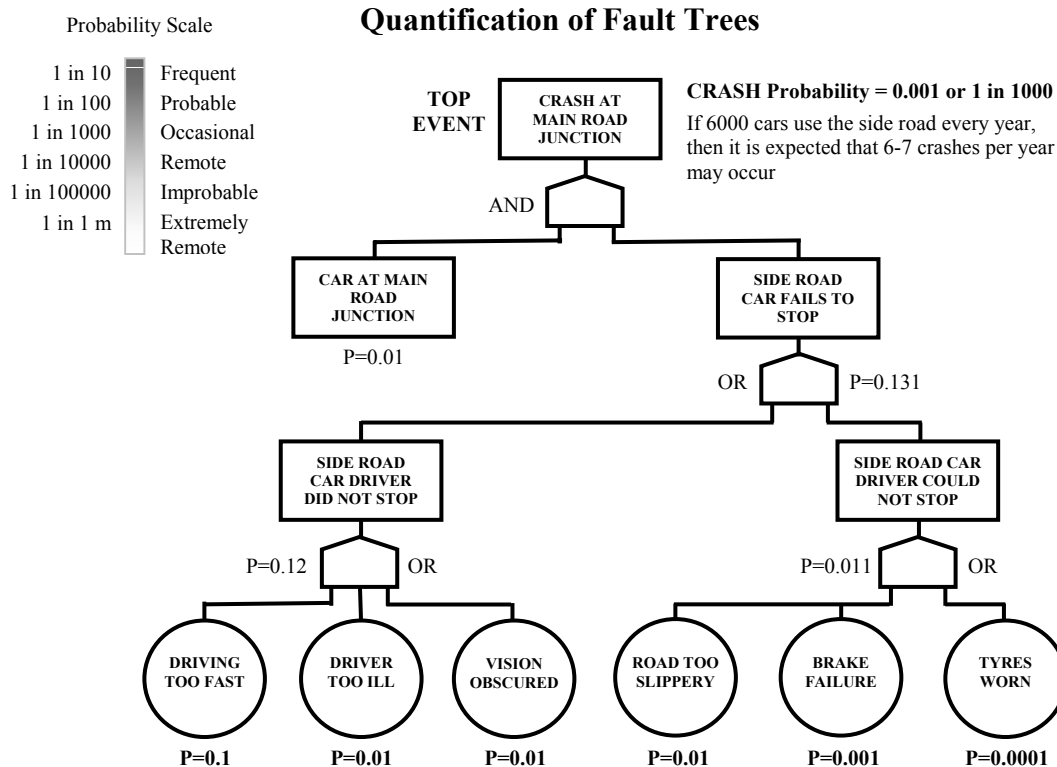 Quantification of Fault Trees
Probability Scale
1 in 10 Frequent
1 in 100 Probable
1 in 1000 Occasional
1 in 10000 Remote
1 in 100000 Improbable
1 in 1 m Extremely
Remote
TOP
EVENT
CRASH AT
MAIN ROAD
JUNCTION
CRASH Probability = 0.001 or 1 in 1000
If 6000 cars use the side road every year,
then it is expected that 6-7 crashes per year
may occur
AND
CAR AT MAIN
ROAD
JUNCTION
P=0.01
SIDE ROAD
CAR FAILS TO
STOP
OR
P=0.131
SIDE ROAD
CAR DRIVER
DID NOT STOP
P=0.12
OR
SIDE ROAD CAR
DRIVER COULD
NOT STOP
P=0.011
OR
DRIVING
TOO FAST
DRIVER
TOO ILL
VISION
OBSCURED
ROAD TOO
SLIPPERY
BRAKE
FAILURE
TYRES
WORN
P=0.1
P=0.01
P=0.01
P=0.01
P=0.001
P=0.0001